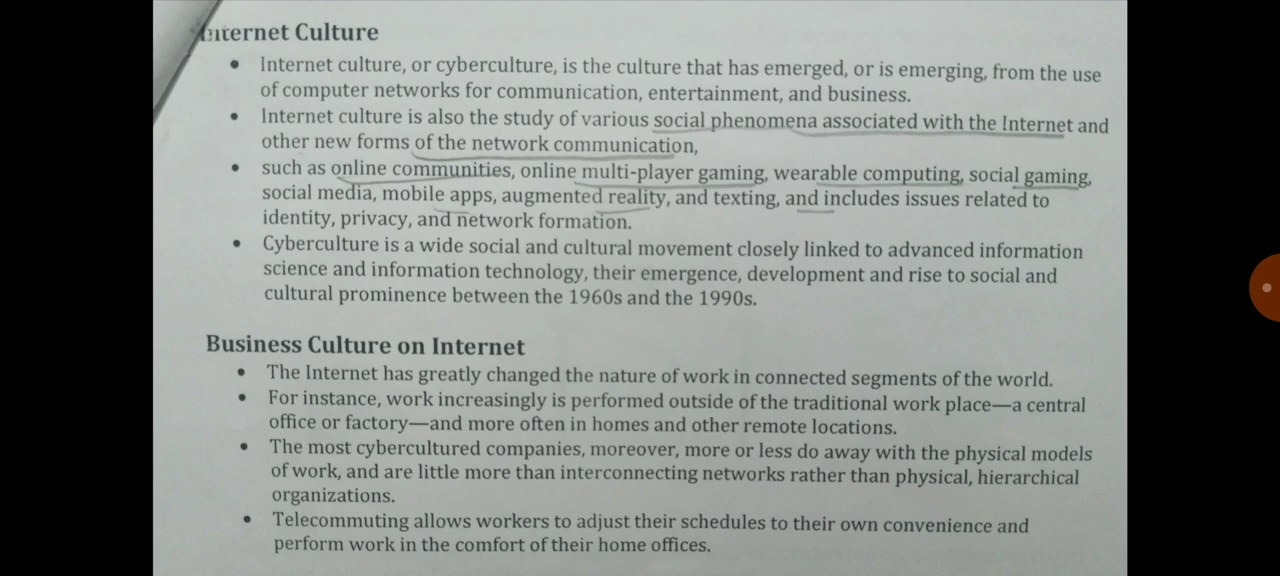 Internet Culture
• Internet culture, or cyberculture, is the culture that has emerged, or is emerging, from the use
of computer networks for communication, entertainment, and business.
• Internet culture is also the study of various social phenomena associated with the Internet and
other new forms of the network communication,
• such as online communities, online multi-player gaming, wearable computing, social gaming,
social media, mobile apps, augmented reality, and texting, and includes issues related to
identity, privacy, and network formation.
• Cyberculture is a wide social and cultural movement closely linked to advanced information
science and information technology, their emergence, development and rise to social and
cultural prominence between the 1960s and the 1990s.
Business Culture on Internet
• The Internet has greatly changed the nature of work in connected segments of the world.
• For instance, work increasingly is performed outside of the traditional work place—a central
office or factory—and more often in homes and other remote locations.
• The most cybercultured companies, moreover, more or less do away with the physical models
of work, and are little more than interconnecting networks rather than physical, hierarchical
organizations.
• Telecommuting allows workers to adjust their schedules to their own convenience and
perform work in the comfort of their home offices.